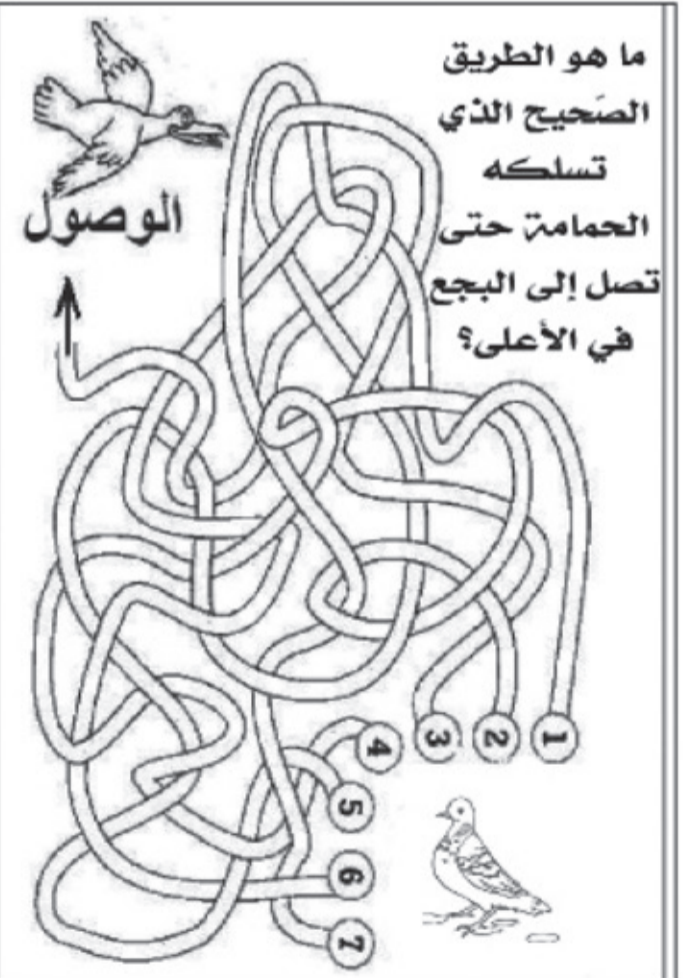 ما هو الطريق
الصَحيح الذي
تسلكه
الحمامة حتى
تصل إلى البجع
في الأعلى؟
الوصول
1
2
3
4
5
6
7